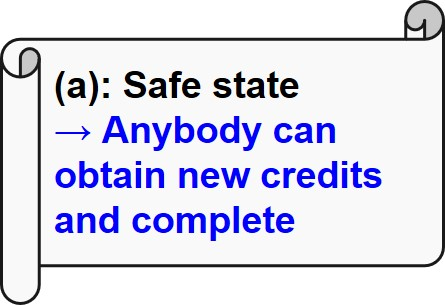 (a): Safe state
→ Anybody can
obtain new credits
and complete